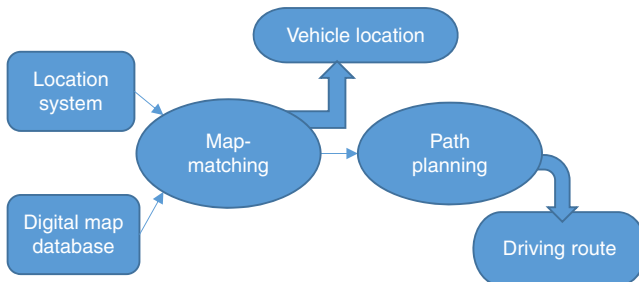 Vehicle location
Location
system
Map-
matching
Path
planning
Digital map
database
Driving route